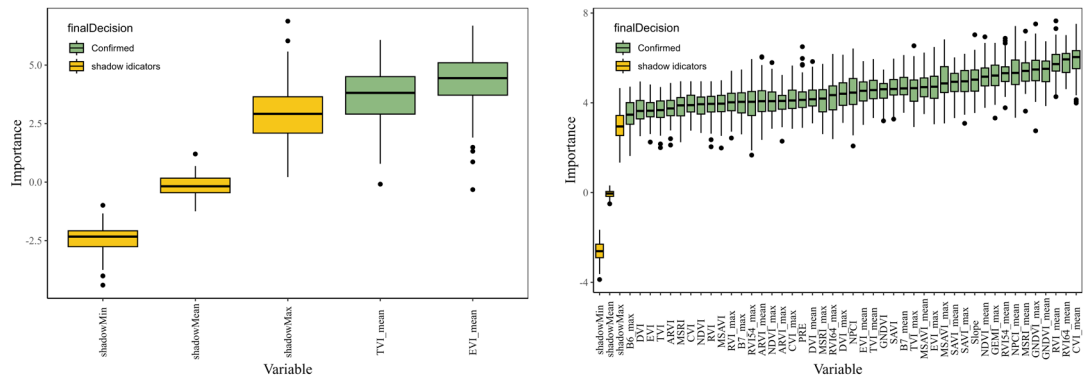 finalDecision
Confirmed
shadow idicators
Importance
5.0
2.5
0.0
-2.5
shadowMin
shadowMean
shadowMax
TVI_mean
EVI_mean
Variable
finalDecision
Confirmed
shadow idicators
Importance
8
4
0
-4
shadowMin
shadowMean
shadowMax
B6_max
DVI
EVI
TVI
ARVI
MSRI
CVI
NDVI
RVI
MSAVI
RVI_max
B7_max
RVI54_max
ARVI_mean
NDVI_max
ARVI_max
CVI_max
PRE
DVI_mean
MSRI_max
RVI64_max
DVI_max
NPCI
EVI_mean
TVI_mean
GNDVI
SAVI
B7_mean
TVI_max
MSAVI_mean
EVI_max
MSAVI_max
SAVI_mean
SAVI_max
Slope
NDVI_mean
GEMI_max
RVI54_mean
NPCI_mean
MSRI_mean
GNDVI_max
GNDVI_mean
RVI_mean
RVI64_mean
CVI_mean
Variable